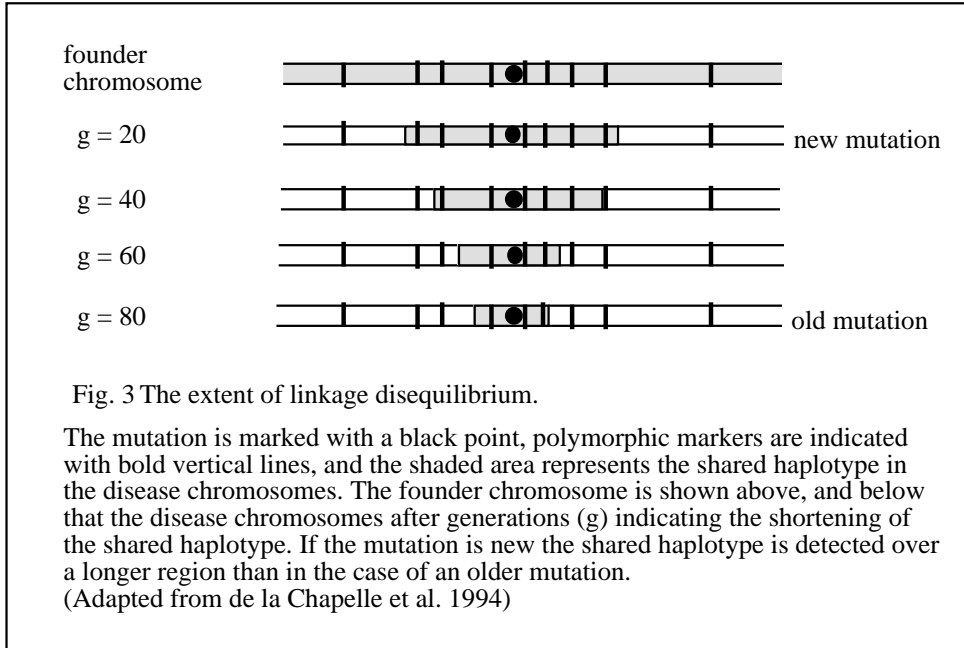 founder
chromosome
g = 20
new mutation
g = 40
g = 60
g = 80
old mutation
Fig. 3 The extent of linkage disequilibrium.
The mutation is marked with a black point, polymorphic markers are indicated
with bold vertical lines, and the shaded area represents the shared haplotype in
the disease chromosomes. The founder chromosome is shown above, and below
that the disease chromosomes after generations (g) indicating the shortening of
the shared haplotype. If the mutation is new the shared haplotype is detected over
a longer region than in the case of an older mutation.
(Adapted from de la Chapelle et al. 1994)